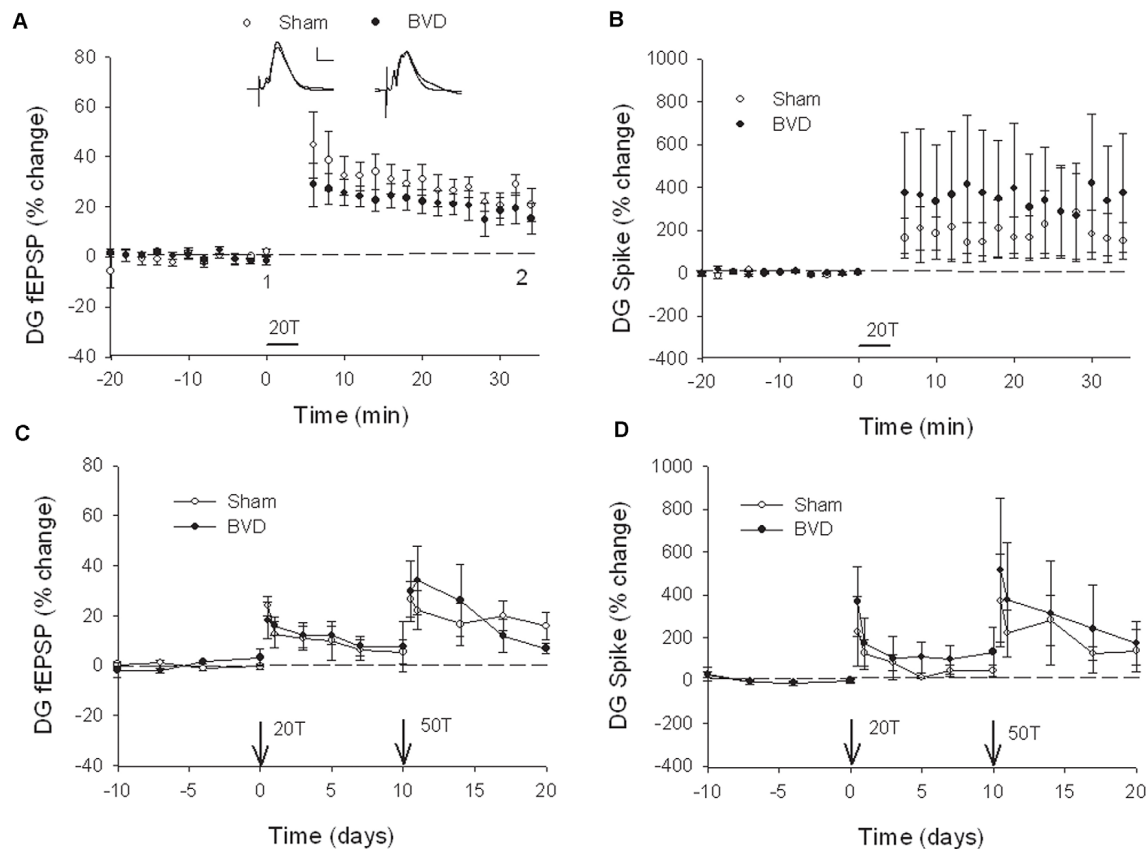 A
Sham
BVD
DG fEPSP (% change)
80
60
40
20
0
-20
-40
1
2
20T
-20
-10
0
10
20
30
Time (min)
B
Sham
BVD
DG Spike (% change)
1000
800
600
400
200
0
-200
-400
20T
-20
-10
0
10
20
30
Time (min)
C
Sham
BVD
DG fEPSP (% change)
80
60
40
20
0
-20
-40
20T
50T
-10
-5
0
5
10
15
20
Time (days)
D
Sham
BVD
DG Spike (% change)
1000
800
600
400
200
0
-200
-400
20T
50T
-10
-5
0
5
10
15
20
Time (days)